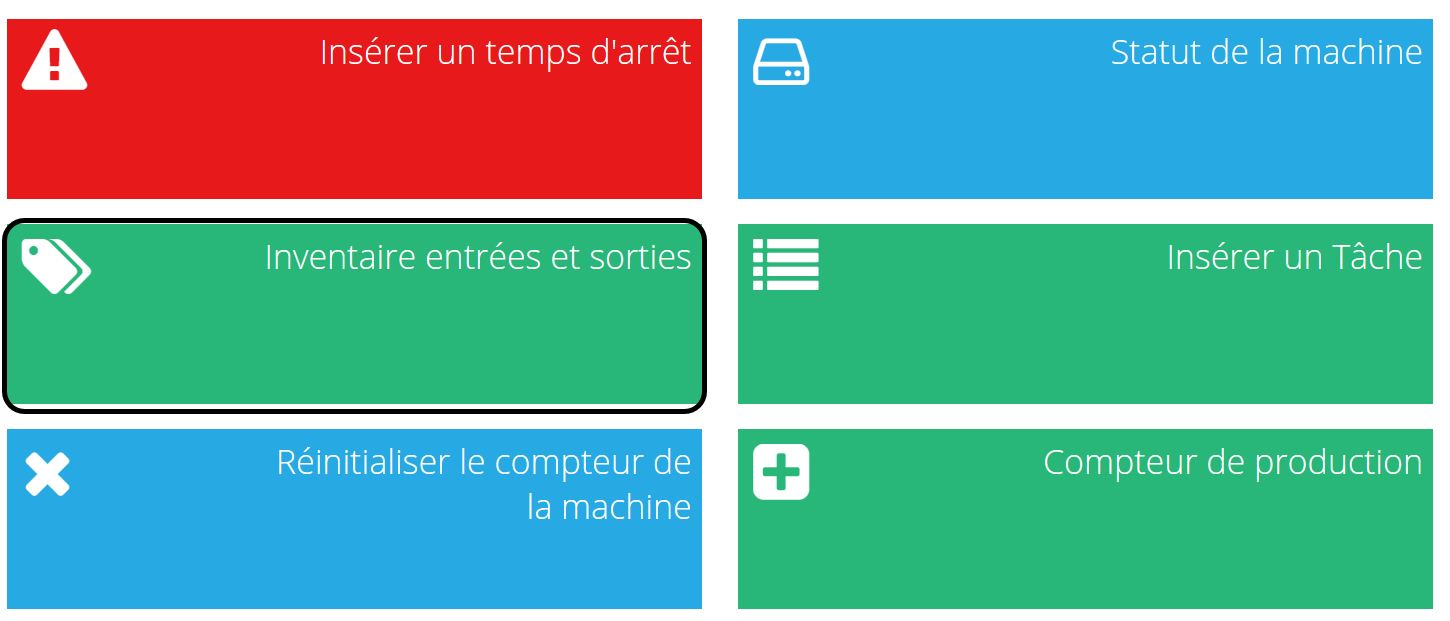 Insérer un temps d'arrêt
Statut de la machine
Inventaire entrées et sorties
Insérer un Tâche
Réinitialiser le compteur de
la machine
Compteur de production